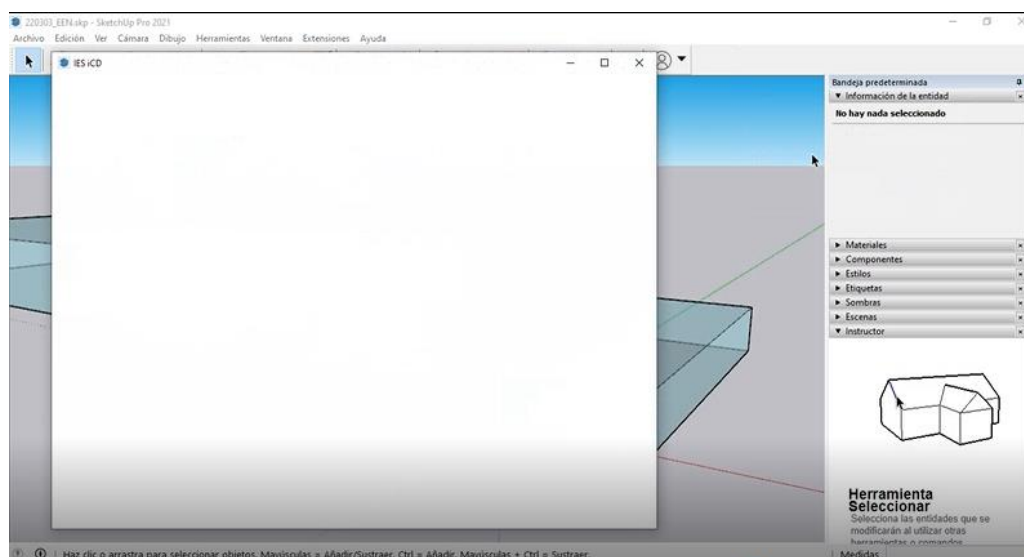 220303_EEN.skp - SketchUp Pro 2021
Archivo Edición Ver Cámara Dibujo Herramientas Ventana Extensiones Ayuda
IES iCD
Bandeja predeterminada
Información de la entidad
No hay nada seleccionado
Materiales
Componentes
Estilos
Etiquetas
Sombras
Escenas
Instructor
Herramienta
Seleccionar
Selecciona las entidades que se
modificarán al utilizar otras
herramientas o comandos
Haz clic o arrastra para seleccionar objetos. Mayúsculas = Añadir/Sustraer. Ctrl = Añadir. Mayúsculas + Ctrl = Sustraer.
Medidas